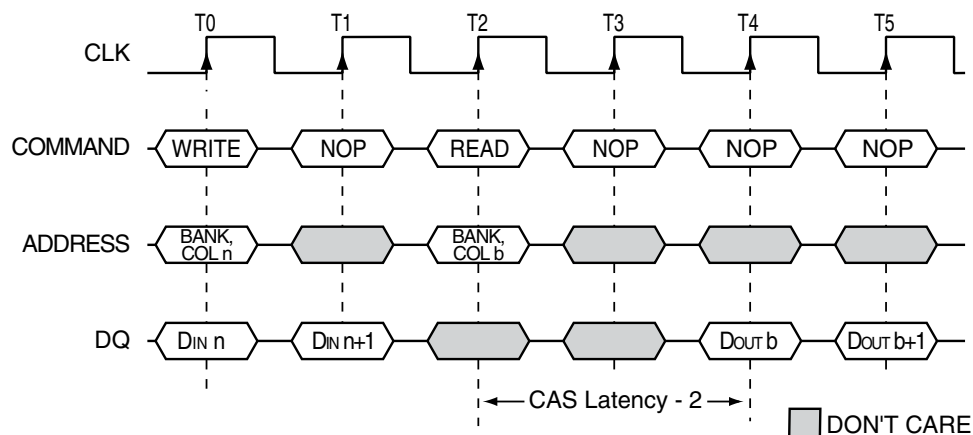 T0 T1 T2 T3 T4 T5
CLK
COMMAND WRITE NOP READ NOP NOP NOP
ADDRESS BANK, COL n BANK, COL b
DQ DIN n DIN n+1 DOUT b DOUT b+1
CAS Latency - 2
DON'T CARE